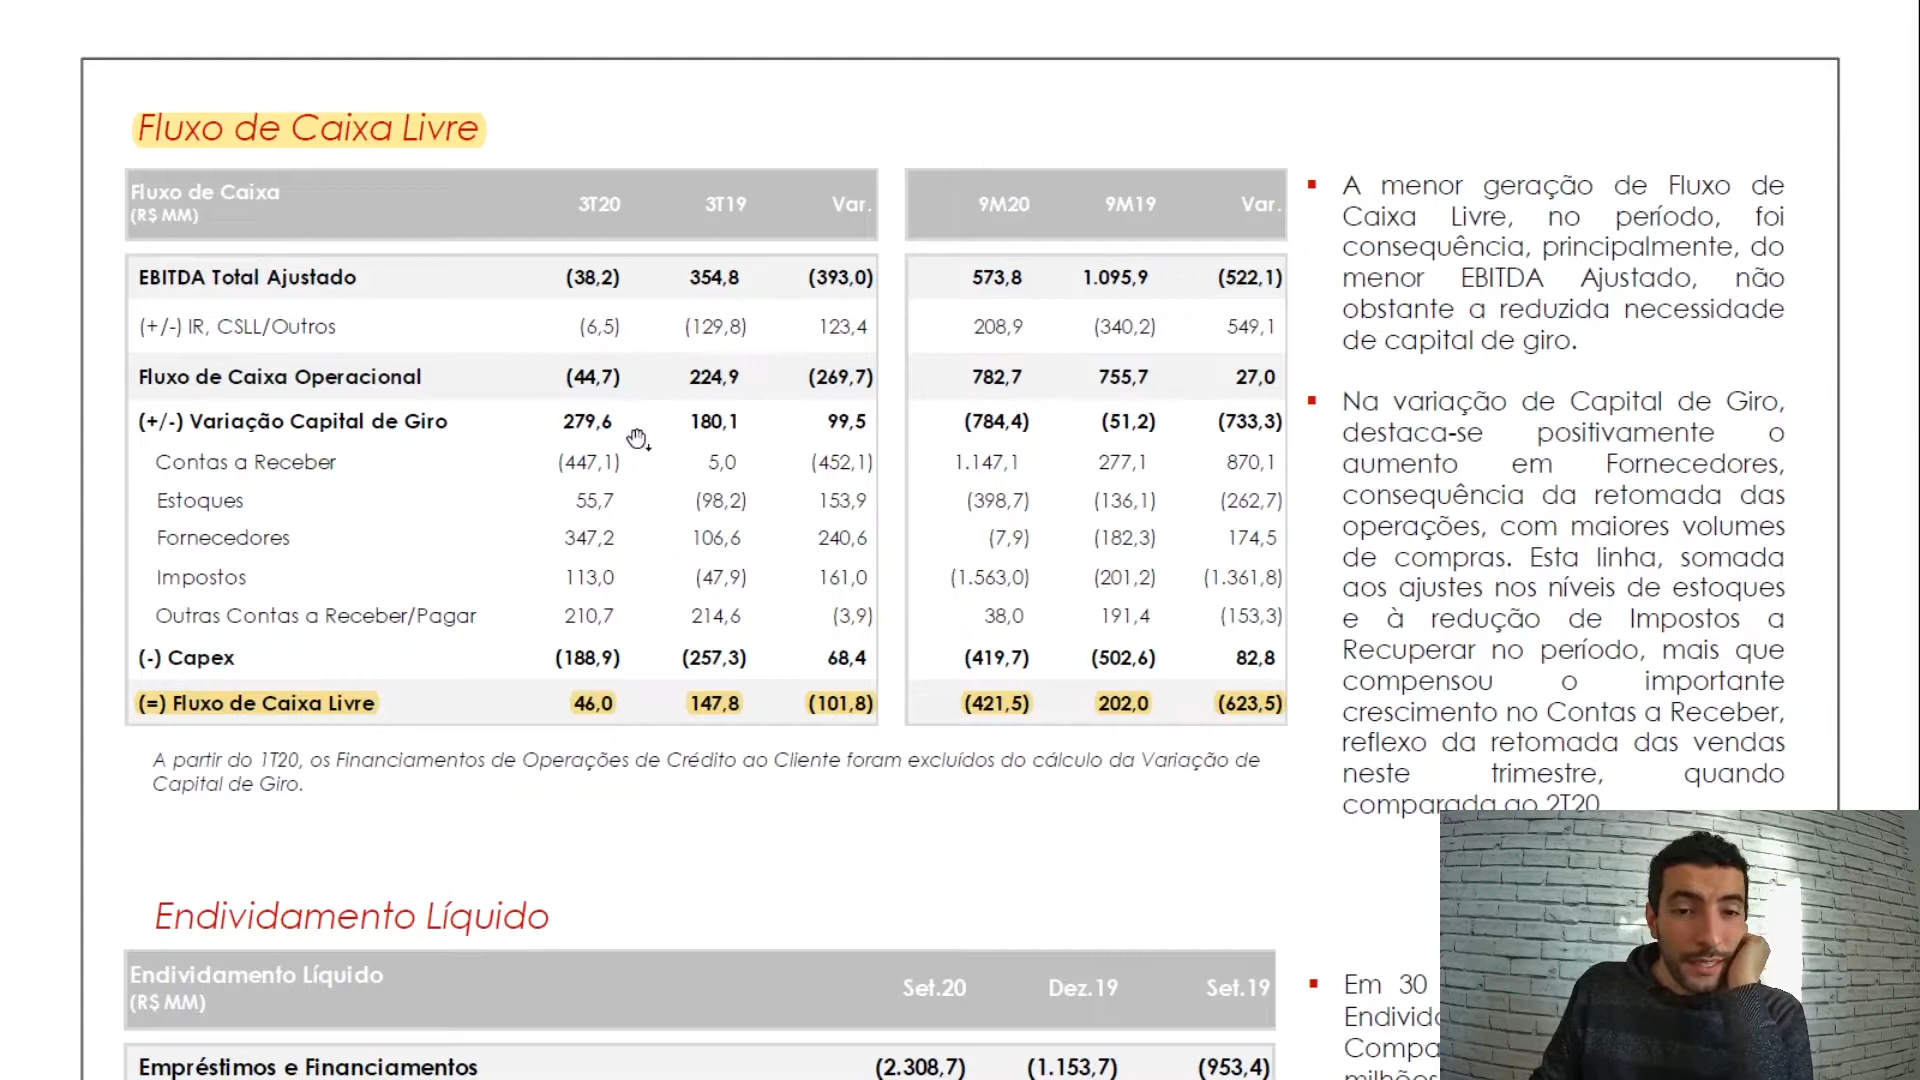 Fluxo de Caixa Livre
Fluxo de Caixa
(R$ MM)
3T20 3T19 Var. 9M20 9M19 Var.
EBITDA Total Ajustado (38,2) 354,8 (393,0) 573,8 1.095,9 (522,1)
(+/-) IR, CSLL/Outros (6,5) (129,8) 123,4 208,9 (340,2) 549,1
Fluxo de Caixa Operacional (44,7) 224,9 (269,7) 782,7 755,7 27,0
(+/-) Variação Capital de Giro 279,6 180,1 99,5 (784,4) (51,2) (733,3)
Contas a Receber (447,1) 5,0 (452,1) 1.147,1 277,1 870,1
Estoques 55,7 (98,2) 153,9 (398,7) (136,1) (262,7)
Fornecedores 347,2 106,6 240,6 (7,9) (182,3) 174,5
Impostos 113,0 (47,9) 161,0 (1.563,0) (201,2) (1.361,8)
Outras Contas a Receber/Pagar 210,7 214,6 (3,9) 38,0 191,4 (153,3)
(-) Capex (188,9) (257,3) 68,4 (419,7) (502,6) 82,8
(=) Fluxo de Caixa Livre 46,0 147,8 (101,8) (421,5) 202,0 (623,5)
A partir do 1T20, os Financiamentos de Operações de Crédito ao Cliente foram excluídos do cálculo da Variação de
Capital de Giro.
▪ A menor geração de Fluxo de
Caixa Livre, no período, foi
consequência, principalmente, do
menor EBITDA Ajustado, não
obstante a reduzida necessidade
de capital de giro.
▪ Na variação de Capital de Giro,
destaca-se positivamente o
aumento em Fornecedores,
consequência da retomada das
operações, com maiores volumes
de compras. Esta linha, somada
aos ajustes nos níveis de estoques
e à redução de Impostos a
Recuperar no período, mais que
compensou o importante
crescimento no Contas a Receber,
reflexo da retomada das vendas
neste trimestre, quando
comparada ao 2T20.
Endividamento Líquido
Endividamento Líquido
(R$ MM)
Set.20 Dez.19 Set.19
Empréstimos e Financiamentos (2.308,7) (1.153,7) (953,4)
▪ Em 30
Endivid
Compa
milhões